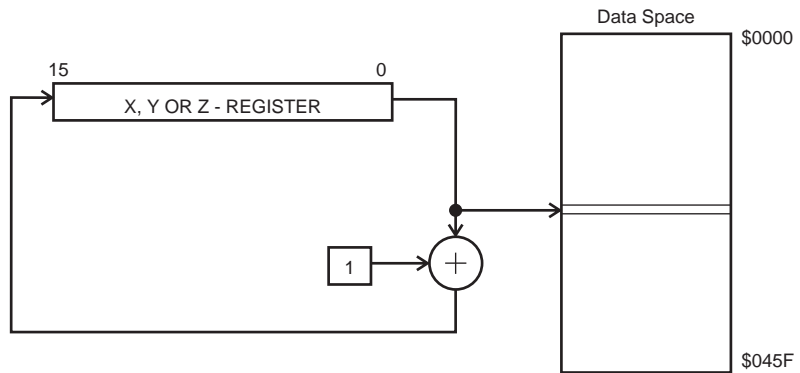 Data Space
$0000
15 0
X, Y OR Z - REGISTER
1
+
$045F